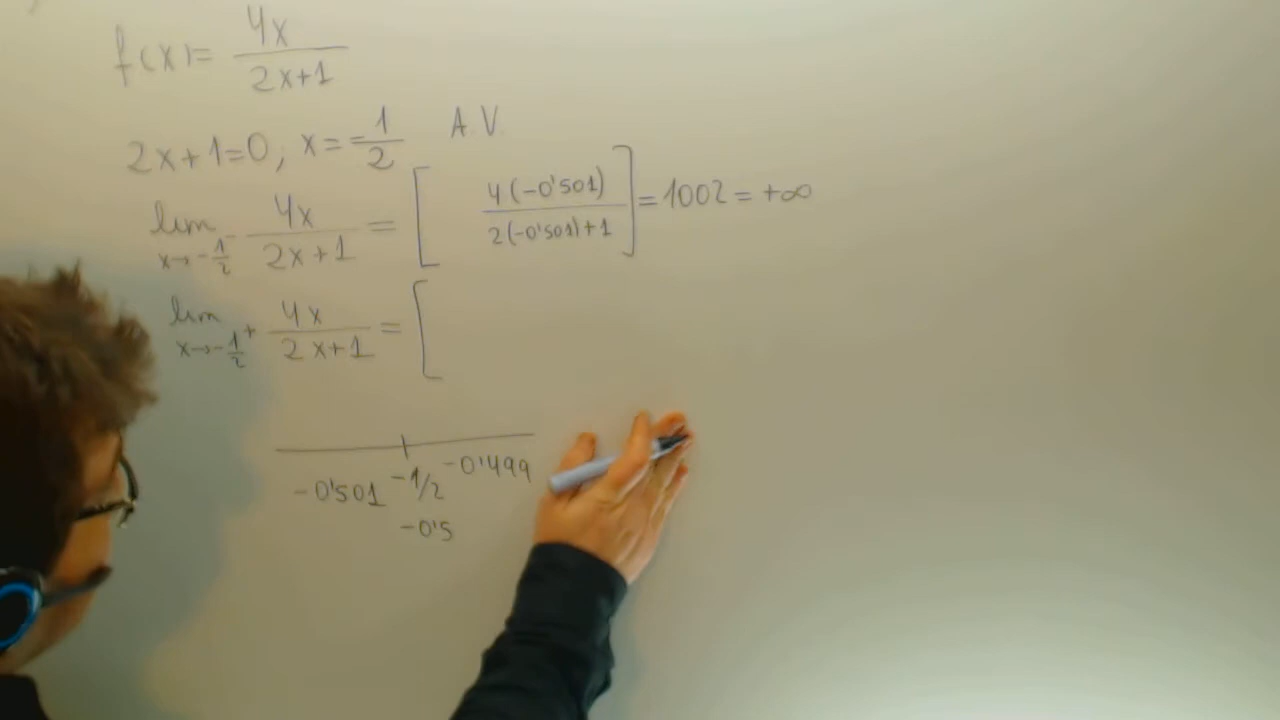 f(x)= 4x/(2x+1)
2x+1=0; x=-1/2 A.V.
lim x→-1/2⁻ 4x/(2x+1) = [ 4(-0'501)/(2(-0'501)+1) ] = 1002 = +∞
lim x→-1/2⁺ 4x/(2x+1) = [
-0'501 -1/2 -0'499
-0'5